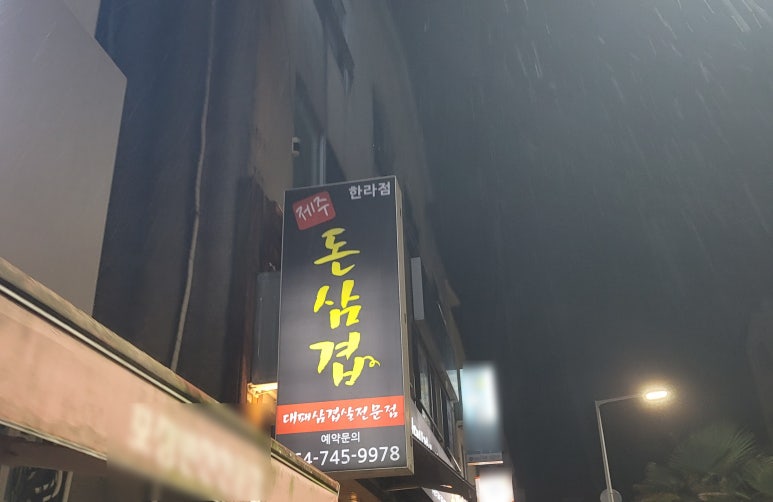 한라점
제주
돈
삼
겹
대패삼겹살전문점
예약문의
54-745-9978